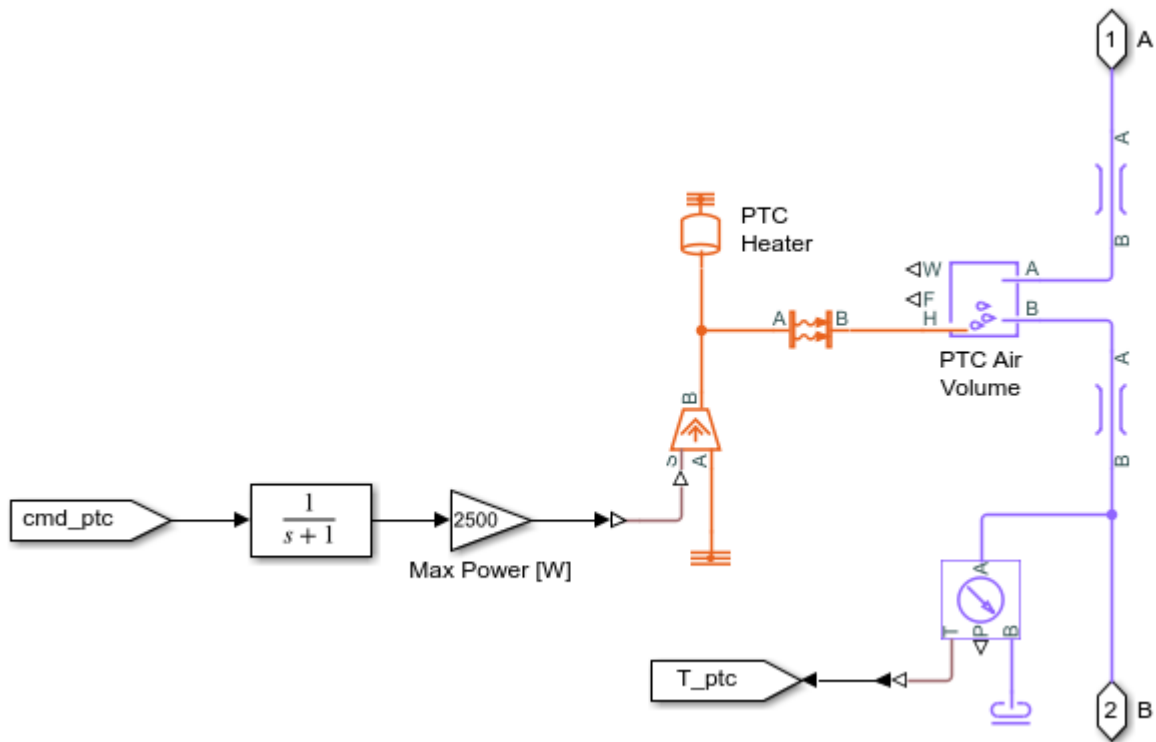 1 A
A
B
PTC
Heater
W
A
F
B
A
B
H
PTC Air
Volume
A
B
B
S
A
cmd_ptc
1
s + 1
2500
Max Power [W]
A
T
P
B
T_ptc
2 B